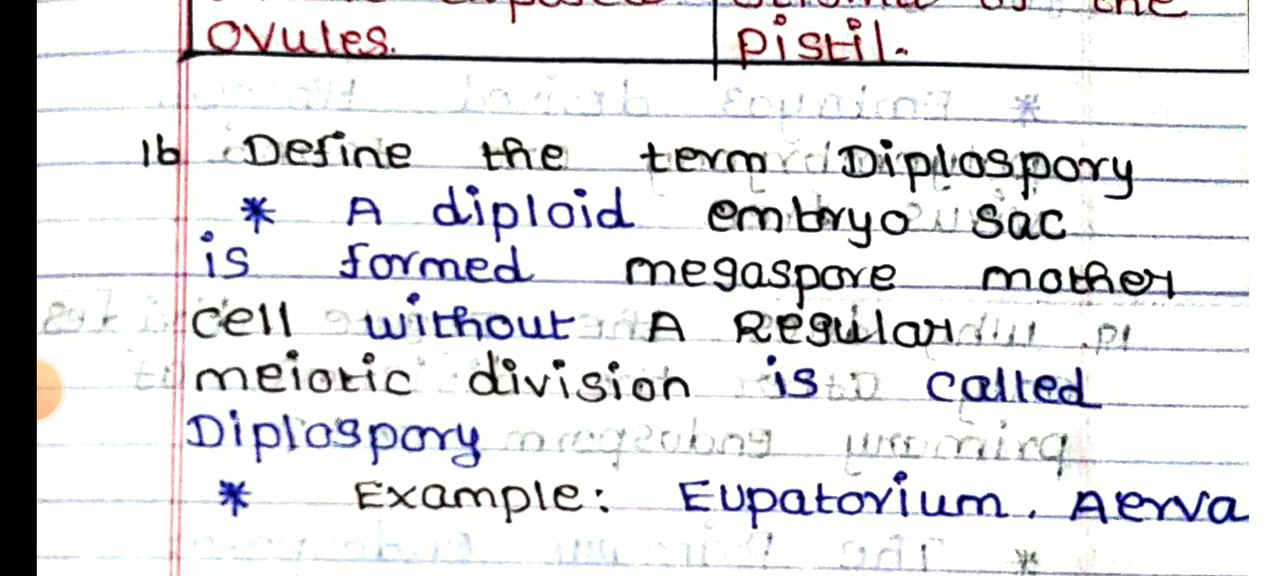 ovules. pistil.
16 Define the term Diplospory
* A diploid embryo sac
is formed megaspore mother
cell without A Regular
meiotic division is called
Diplospory
* Example: Eupatorium. Aerva